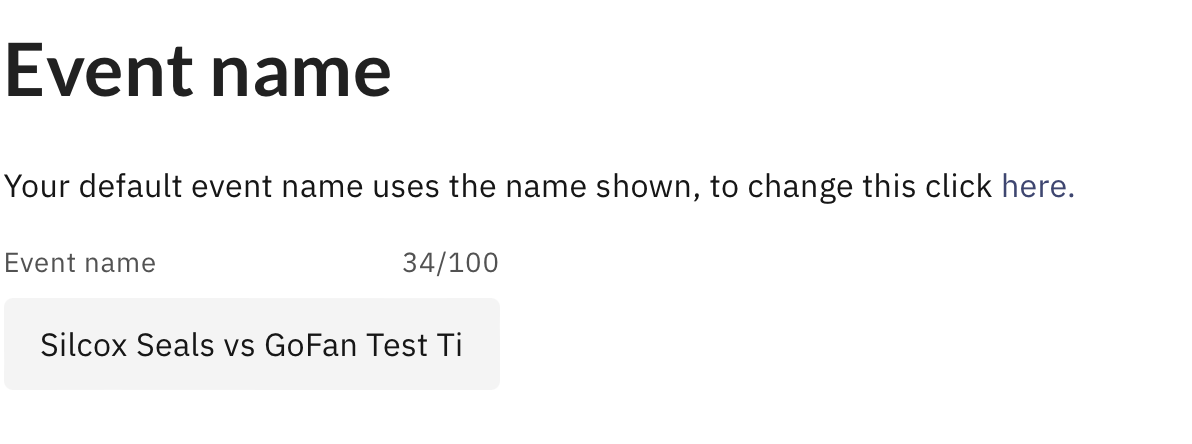 Event name
Your default event name uses the name shown, to change this click here.
Event name 34/100
Silcox Seals vs GoFan Test Ti